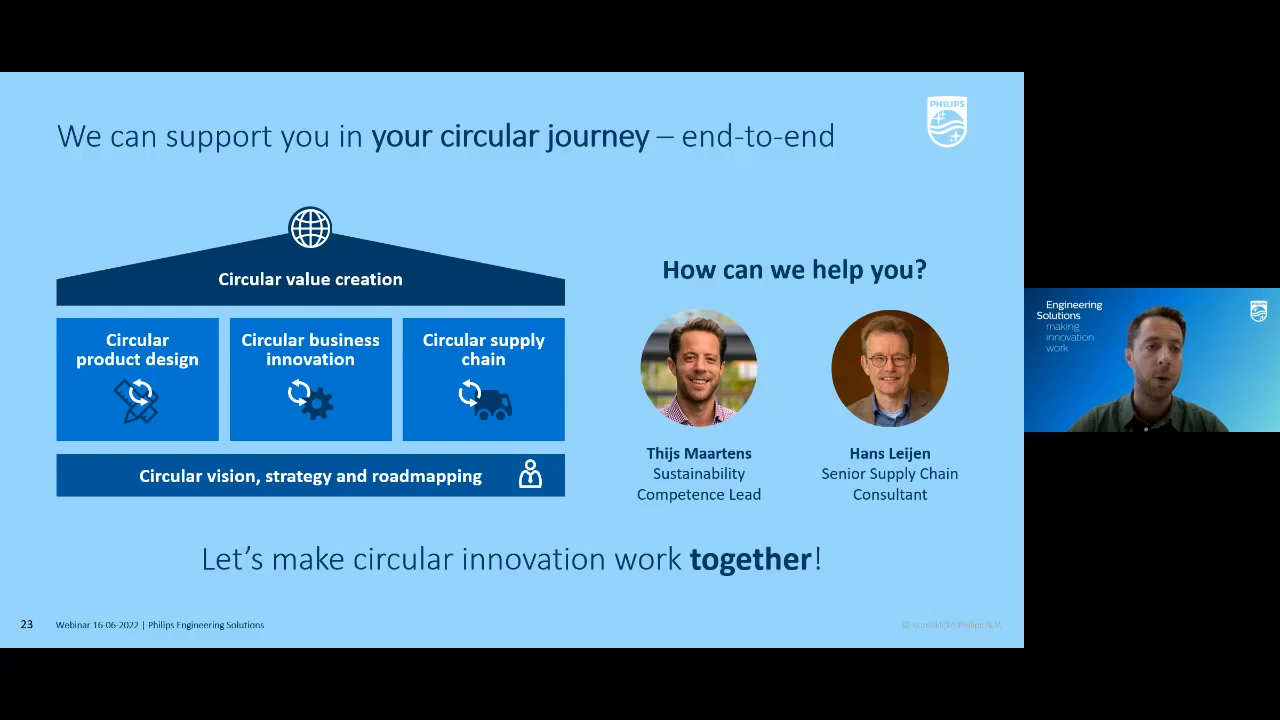 We can support you in your circular journey – end-to-end
PHILIPS
Circular value creation
Circular
product design
Circular business
innovation
Circular supply
chain
Circular vision, strategy and roadmapping
How can we help you?
Thijs Maartens
Sustainability
Competence Lead
Hans Leijen
Senior Supply Chain
Consultant
Let's make circular innovation work together!
23
Webinar 16-06-2022 | Philips Engineering Solutions
© Koninklijke Philips N.V.
Engineering
Solutions
making
innovation
work
PHILIPS